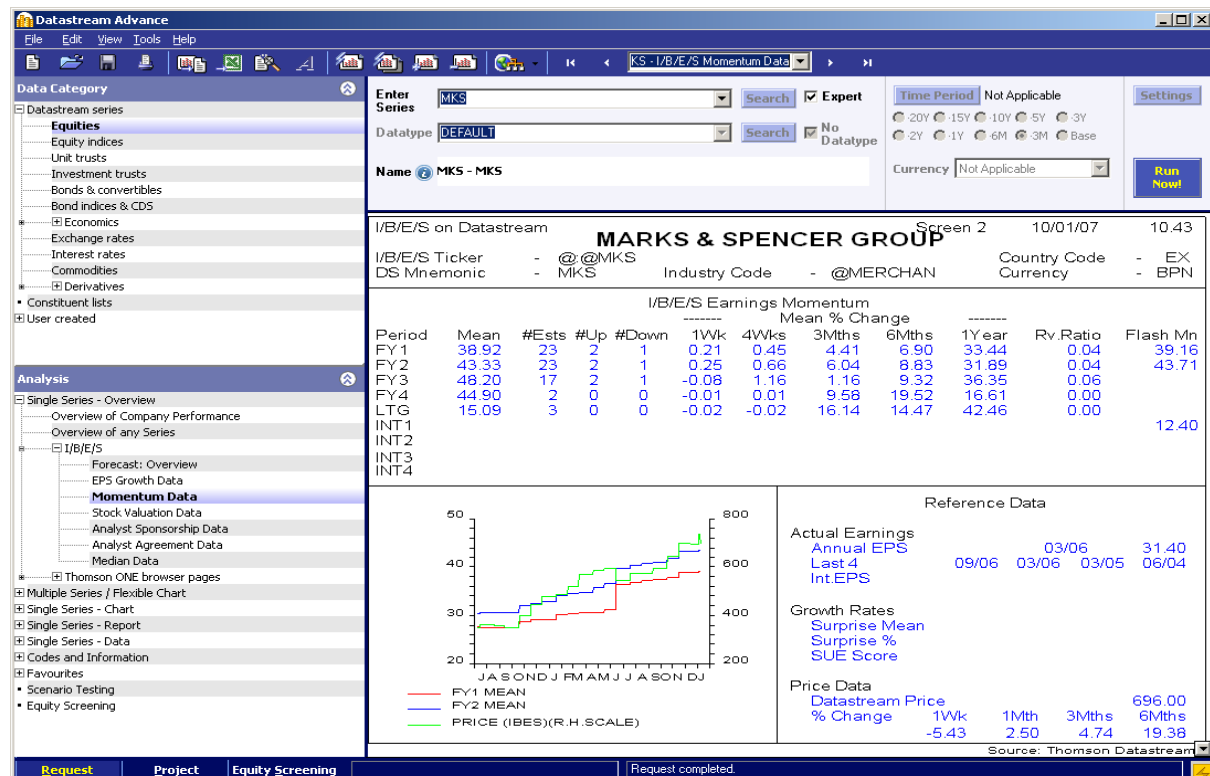 Datastream Advance
File Edit View Tools Help
KS - I/B/E/S Momentum Data
Data Category
Datastream series
Equities
Equity indices
Unit trusts
Investment trusts
Bonds & convertibles
Bond indices & CDS
Economics
Exchange rates
Interest rates
Commodities
Derivatives
Constituent lists
User created
Analysis
Single Series - Overview
Overview of Company Performance
Overview of any Series
I/B/E/S
Forecast: Overview
EPS Growth Data
Momentum Data
Stock Valuation Data
Analyst Sponsorship Data
Analyst Agreement Data
Median Data
Thomson ONE browser pages
Multiple Series / Flexible Chart
Single Series - Chart
Single Series - Report
Single Series - Data
Codes and Information
Favourites
Scenario Testing
Equity Screening
Enter Series MKS Search Expert
Datatype DEFAULT Search No Datatype
Name MKS - MKS
Time Period Not Applicable
-20Y -15Y -10Y -5Y -3Y
-2Y -1Y -6M -3M Base
Currency Not Applicable
Settings
Run Now!
I/B/E/S on Datastream Screen 2 10/01/07 10.43
MARKS & SPENCER GROUP
I/B/E/S Ticker - @:@MKS Country Code - EX
DS Mnemonic - MKS Industry Code - @MERCHAN Currency - BPN
I/B/E/S Earnings Momentum
------- Mean % Change -------
Period Mean #Ests #Up #Down 1Wk 4Wks 3Mths 6Mths 1Year Rv.Ratio Flash Mn
FY1 38.92 23 2 1 0.21 0.45 4.41 6.90 33.44 0.04 39.16
FY2 43.33 23 2 1 0.25 0.66 6.04 8.83 31.89 0.04 43.71
FY3 48.20 17 2 1 -0.08 1.16 1.16 9.32 36.35 0.06
FY4 44.90 2 0 0 -0.01 0.01 9.58 19.52 16.61 0.00
LTG 15.09 3 0 0 -0.02 -0.02 16.14 14.47 42.46 0.00
INT1 12.40
INT2
INT3
INT4
50 800
40 600
30 400
20 200
J A S O N D J F M A M J J A S O N D J
FY1 MEAN
FY2 MEAN
PRICE (IBES)(R.H.SCALE)
Reference Data
Actual Earnings
Annual EPS 03/06 31.40
Last 4 09/06 03/06 03/05 06/04
Int.EPS
Growth Rates
Surprise Mean
Surprise %
SUE Score
Price Data
Datastream Price 696.00
% Change 1Wk 1Mth 3Mths 6Mths
-5.43 2.50 4.74 19.38
Source: Thomson Datastream
Request Project Equity Screening Request completed.